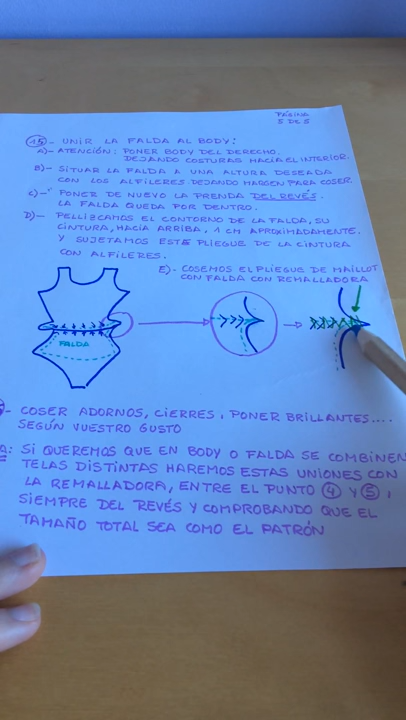 PÁGINA
5 DE 5
15 - UNIR LA FALDA AL BODY:
A)- ATENCIÓN: PONER BODY DEL DERECHO.
DEJANDO COSTURAS HACIA EL INTERIOR.
B)- SITUAR LA FALDA A UNA ALTURA DESEADA
CON LOS ALFILERES DEJANDO MARGEN PARA COSER.
C)- PONER DE NUEVO LA PRENDA DEL REVÉS.
LA FALDA QUEDA POR DENTRO.
D)- PELLIZCAMOS EL CONTORNO DE LA FALDA, SU
CINTURA, HACIA ARRIBA, 1 CM APROXIMADAMENTE.
Y SUJETAMOS ESTE PLIEGUE DE LA CINTURA
CON ALFILERES.
E)- COSEMOS EL PLIEGUE DE MAILLOT
CON FALDA CON REMALLADORA
FALDA
- COSER ADORNOS, CIERRES, PONER BRILLANTES....
SEGÚN VUESTRO GUSTO
A: SI QUEREMOS QUE EN BODY O FALDA SE COMBINEN
TELAS DISTINTAS HAREMOS ESTAS UNIONES CON
LA REMALLADORA, ENTRE EL PUNTO 4 Y 5,
SIEMPRE DEL REVÉS Y COMPROBANDO QUE EL
TAMAÑO TOTAL SEA COMO EL PATRÓN